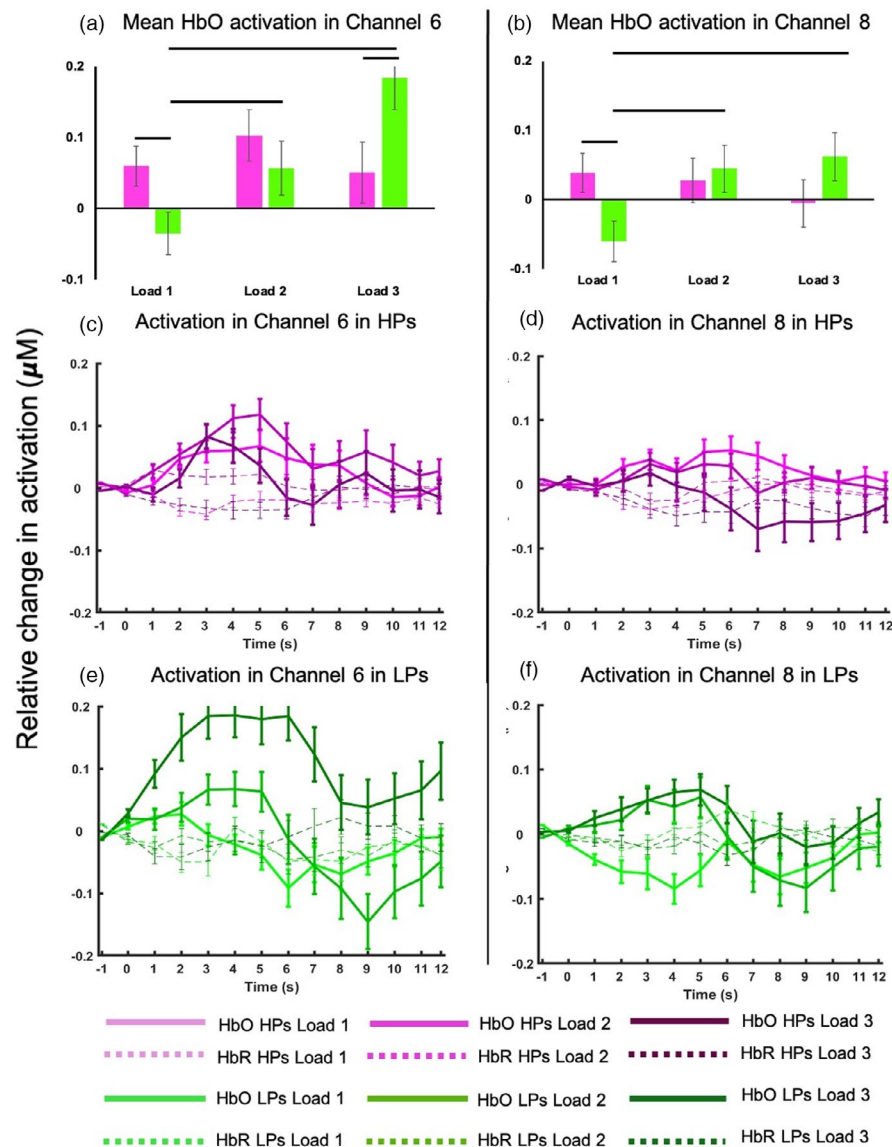 (a) Mean HbO activation in Channel 6
0.2
0.1
0
-0.1
Load 1 Load 2 Load 3
(b) Mean HbO activation in Channel 8
0.2
0.1
0
-0.1
Load 1 Load 2 Load 3
Relative change in activation (μM)
(c) Activation in Channel 6 in HPs
0.2
0.1
0
-0.1
-0.2
-1 0 1 2 3 4 5 6 7 8 9 10 11 12
Time (s)
(d) Activation in Channel 8 in HPs
0.2
0.1
0
-0.1
-0.2
-1 0 1 2 3 4 5 6 7 8 9 10 11 12
Time (s)
(e) Activation in Channel 6 in LPs
0.2
0.1
0
-0.1
-0.2
-1 0 1 2 3 4 5 6 7 8 9 10 11 12
Time (s)
(f) Activation in Channel 8 in LPs
0.2
0.1
0
-0.1
-0.2
-1 0 1 2 3 4 5 6 7 8 9 10 11 12
Time (s)
HbO HPs Load 1 HbO HPs Load 2 HbO HPs Load 3
HbR HPs Load 1 HbR HPs Load 2 HbR HPs Load 3
HbO LPs Load 1 HbO LPs Load 2 HbO LPs Load 3
HbR LPs Load 1 HbR LPs Load 2 HbR LPs Load 3